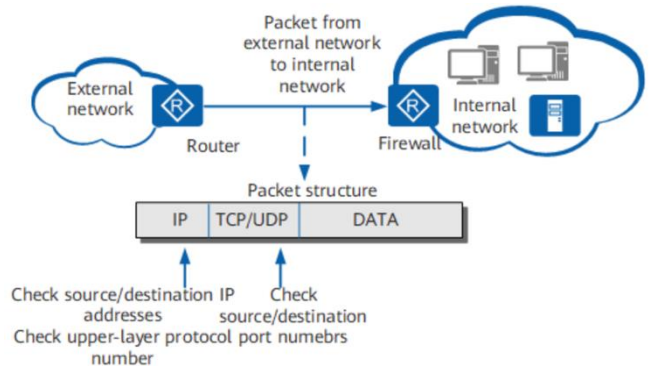 Packet from
external network
to internal
network
External
network
R
Router
R
Firewall
Internal
network
Packet structure
IP
TCP/UDP
DATA
Check source/destination IP
addresses
Check upper-layer protocol
number
Check
source/destination
port numebrs